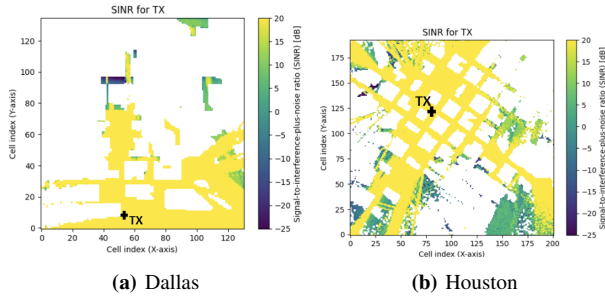 SINR for TX
Cell index (Y-axis)
120
100
80
60
40
20
0
TX
0 20 40 60 80 100 120
Cell index (X-axis)
20
15
10
5
0
−5
−10
−15
−20
−25
Signal-to-interference-plus-noise ratio (SINR) [dB]
(a) Dallas
SINR for TX
Cell index (Y-axis)
175
150
125
100
75
50
25
0
TX
0 25 50 75 100 125 150 175 200
Cell index (X-axis)
20
15
10
5
0
−5
−10
−15
−20
−25
Signal-to-interference-plus-noise ratio (SINR) [dB]
(b) Houston